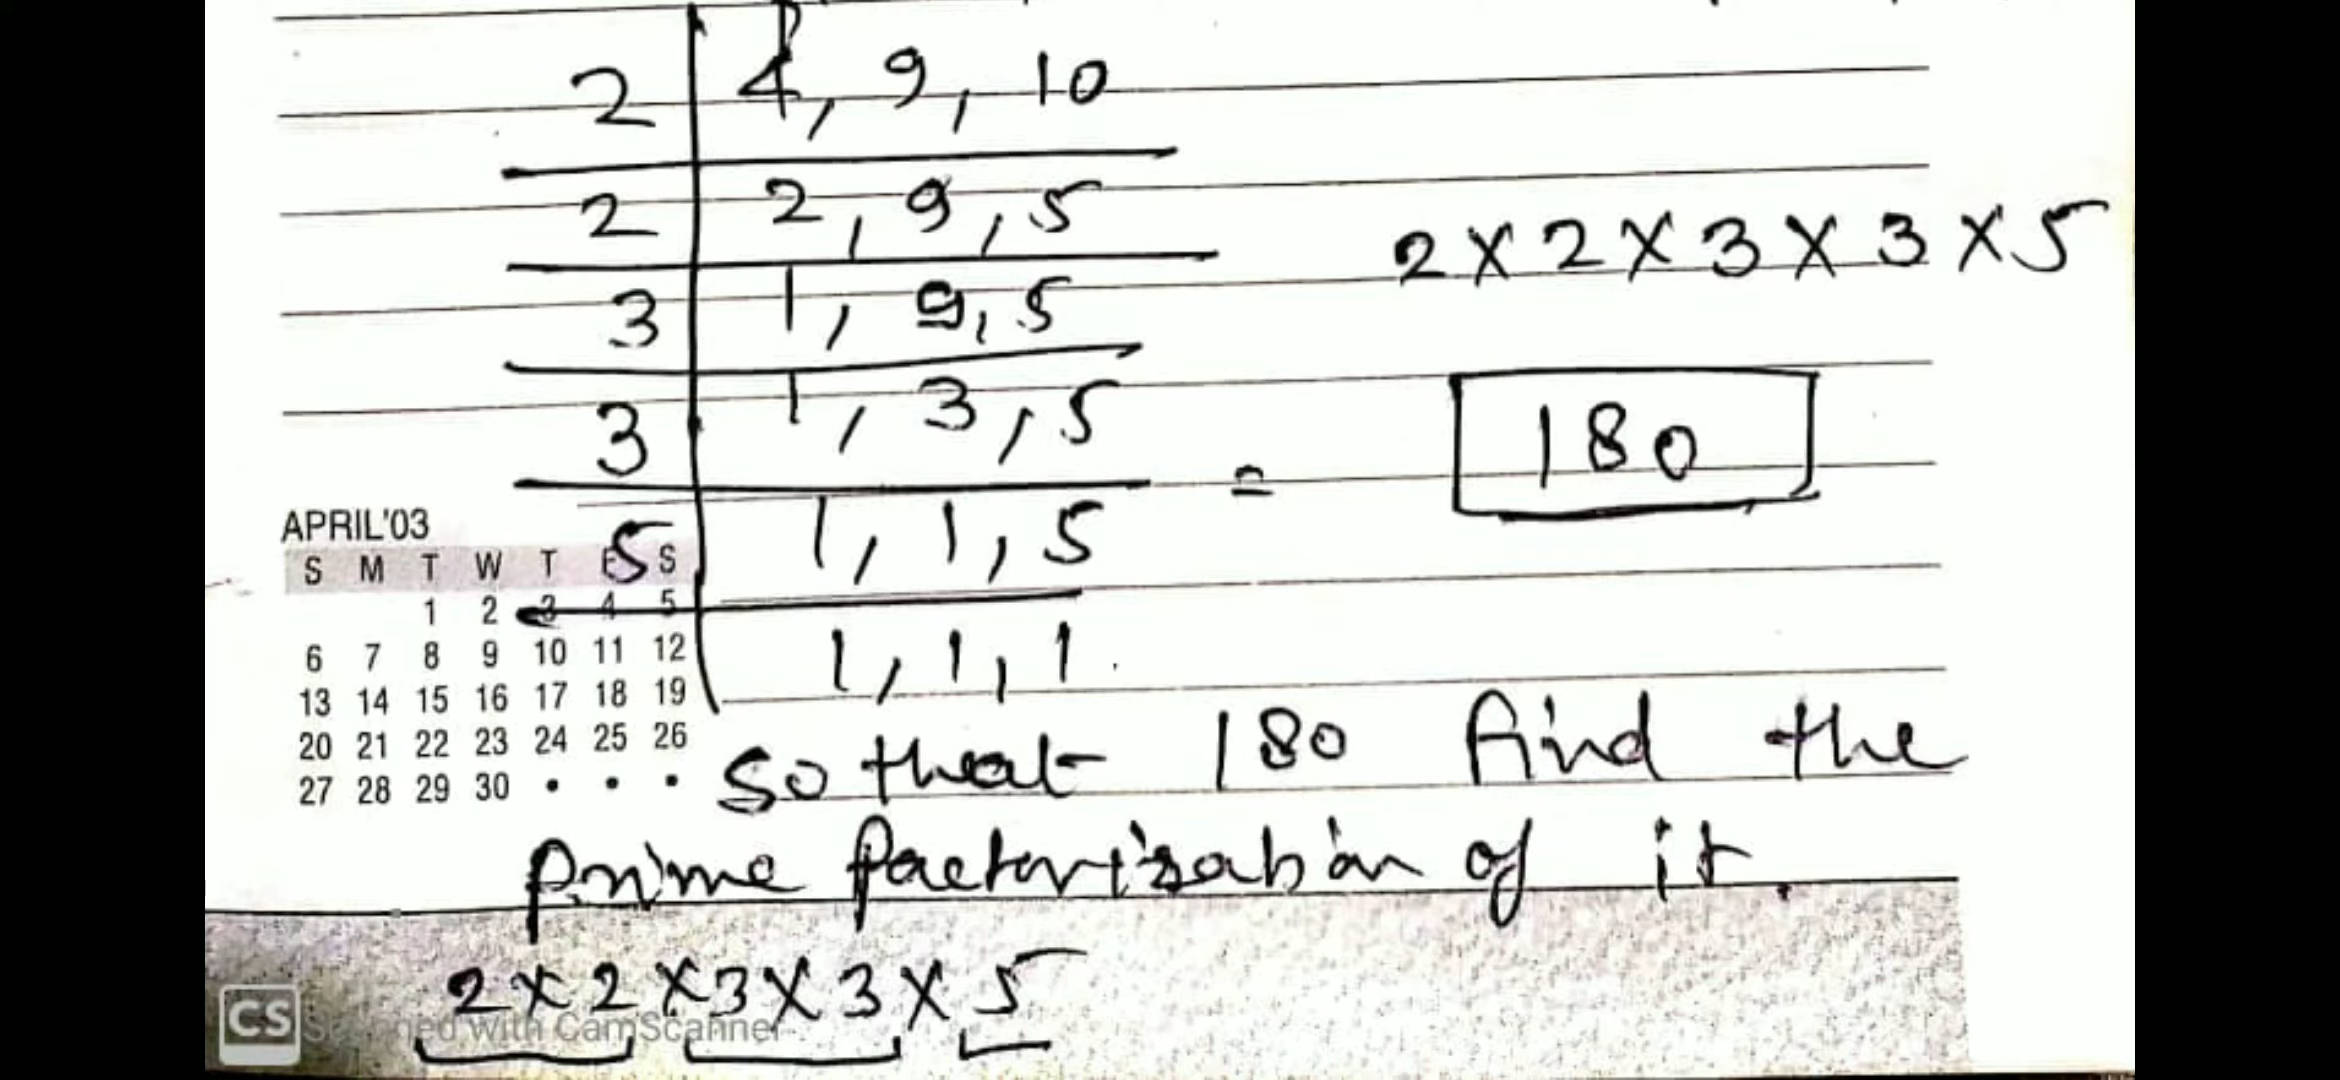 2 | 4, 9, 10
2 | 2, 9, 5
2 X 2 X 3 X 3 X 5
3 | 1, 9, 5
3 | 1, 3, 5
= 180
5 | 1, 1, 5
1, 1, 1.
APRIL'03
S M T W T F S
1 2 3 4 5
6 7 8 9 10 11 12
13 14 15 16 17 18 19
20 21 22 23 24 25 26
27 28 29 30 • • •
so that 180 find the
prime factorization of it.
2 X 2 X 3 X 3 X 5
CS Scanned with CamScanner